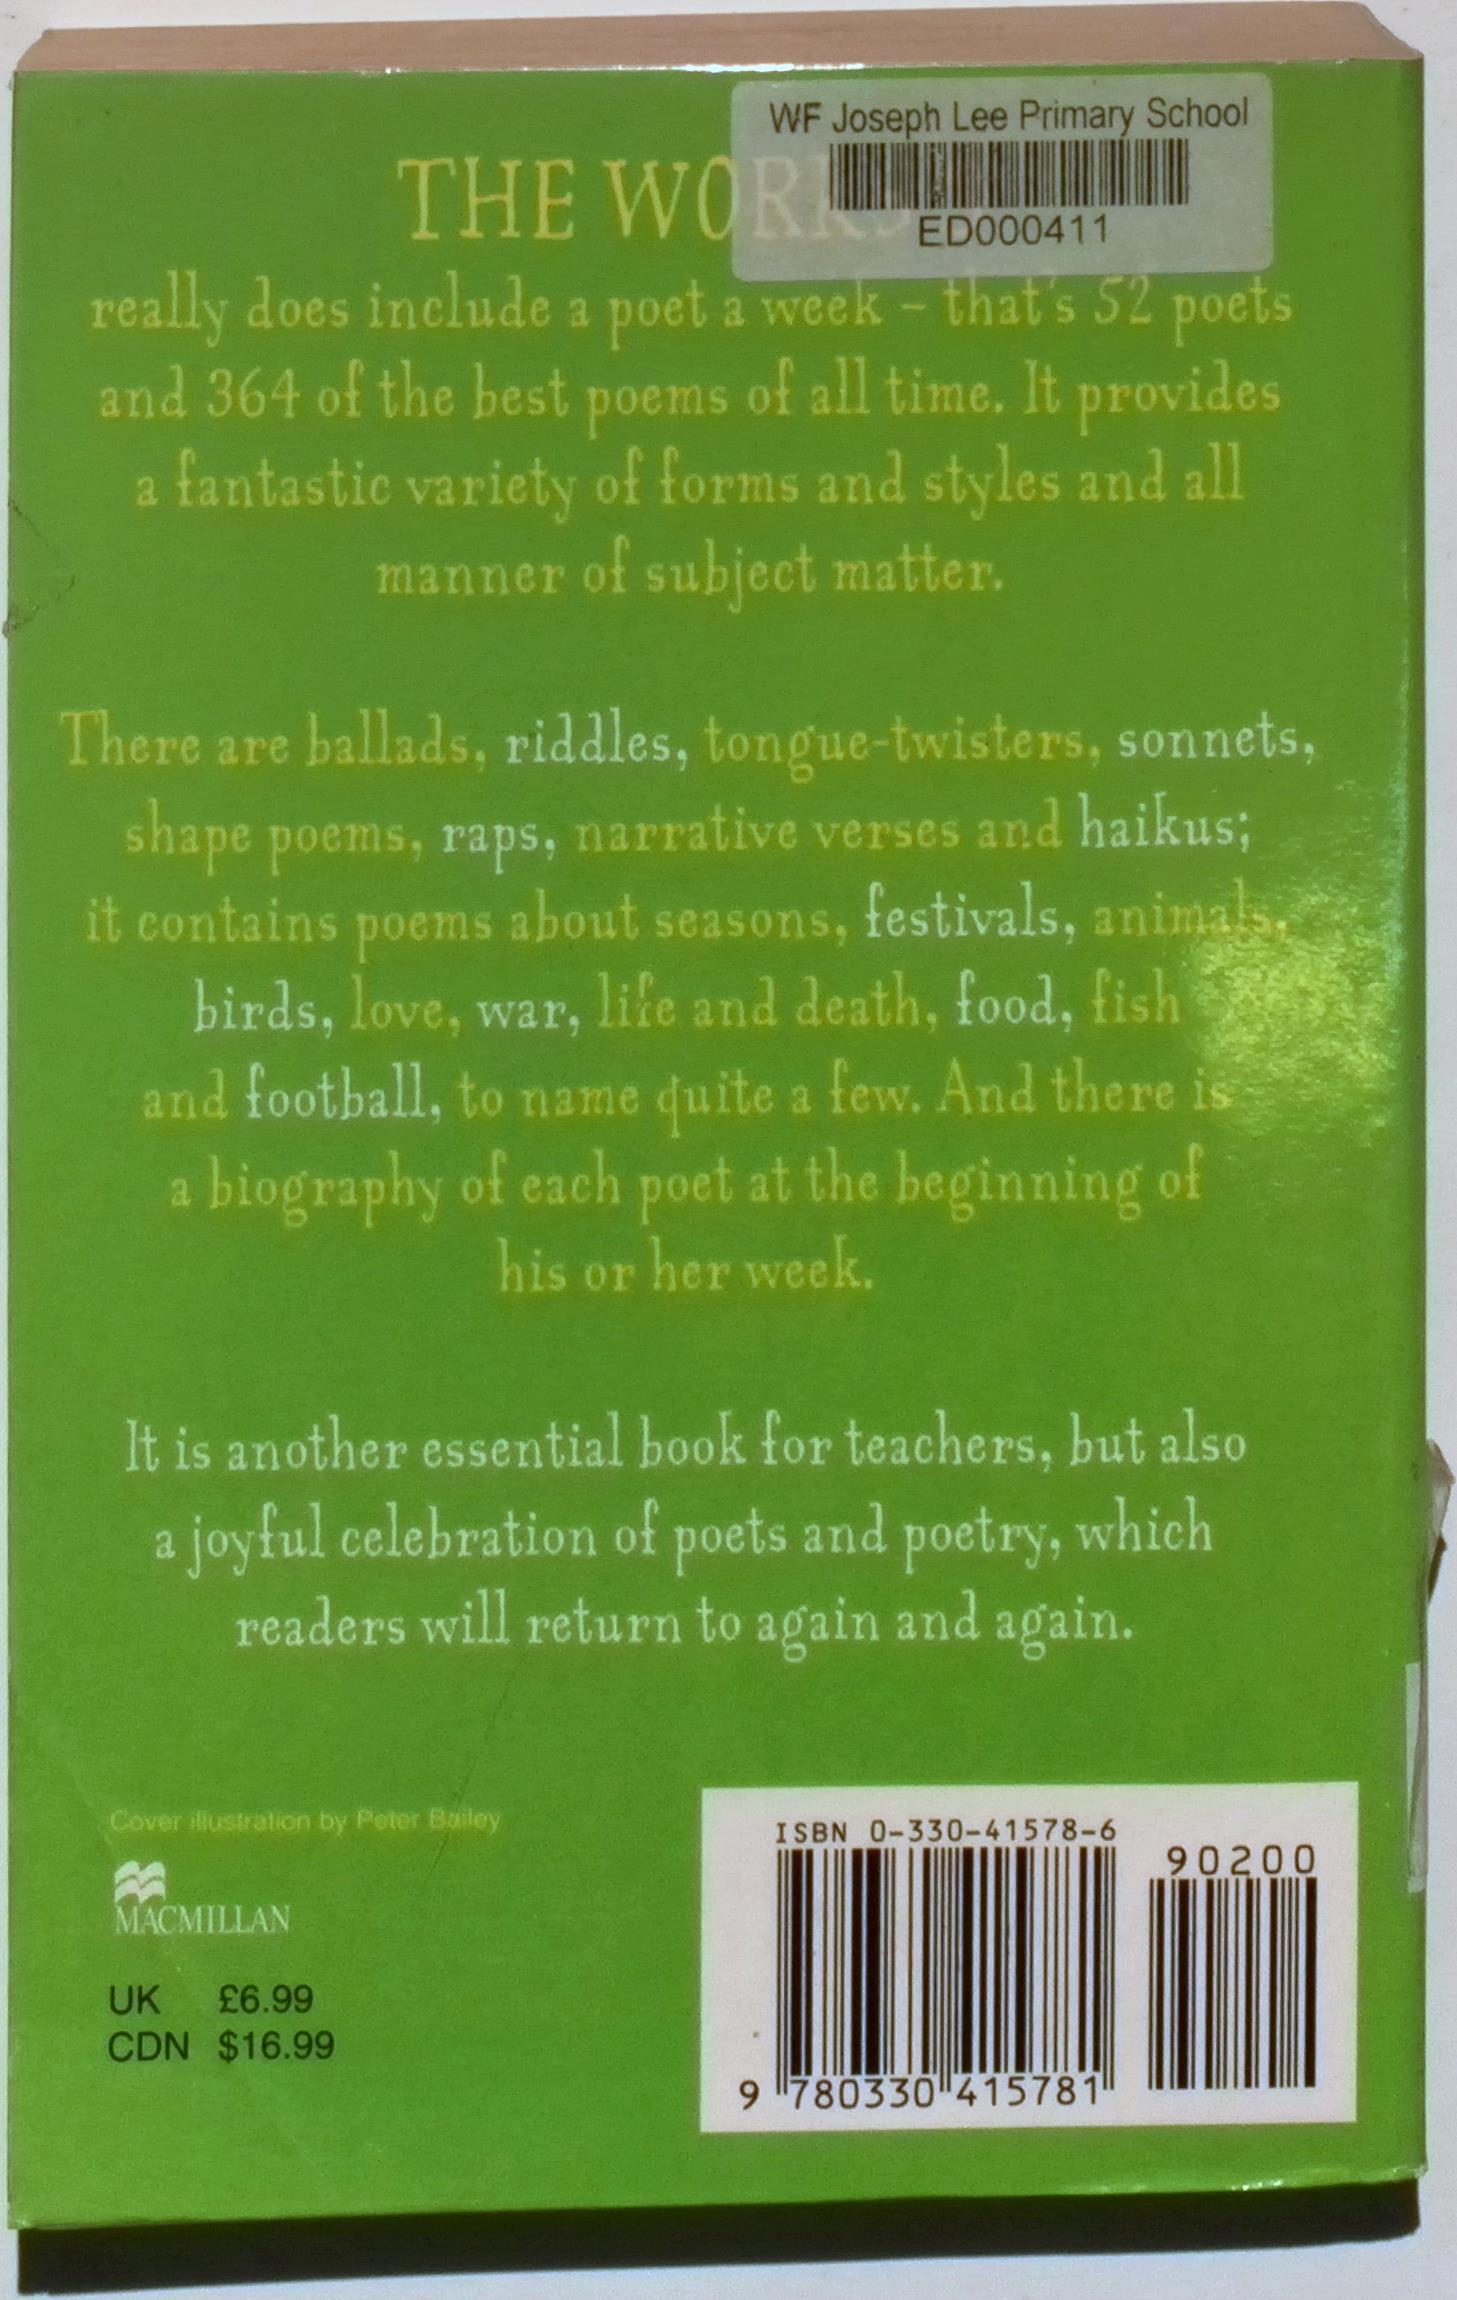 WF Joseph Lee Primary School
ED000411
THE WORKS
really does include a poet a week – that's 52 poets
and 364 of the best poems of all time. It provides
a fantastic variety of forms and styles and all
manner of subject matter.
There are ballads, riddles, tongue-twisters, sonnets,
shape poems, raps, narrative verses and haikus;
it contains poems about seasons, festivals, animals,
birds, love, war, life and death, food, fish
and football, to name quite a few. And there is
a biography of each poet at the beginning of
his or her week.
It is another essential book for teachers, but also
a joyful celebration of poets and poetry, which
readers will return to again and again.
Cover illustration by Peter Bailey
MACMILLAN
UK £6.99
CDN $16.99
ISBN 0-330-41578-6
90200
9 780330 415781